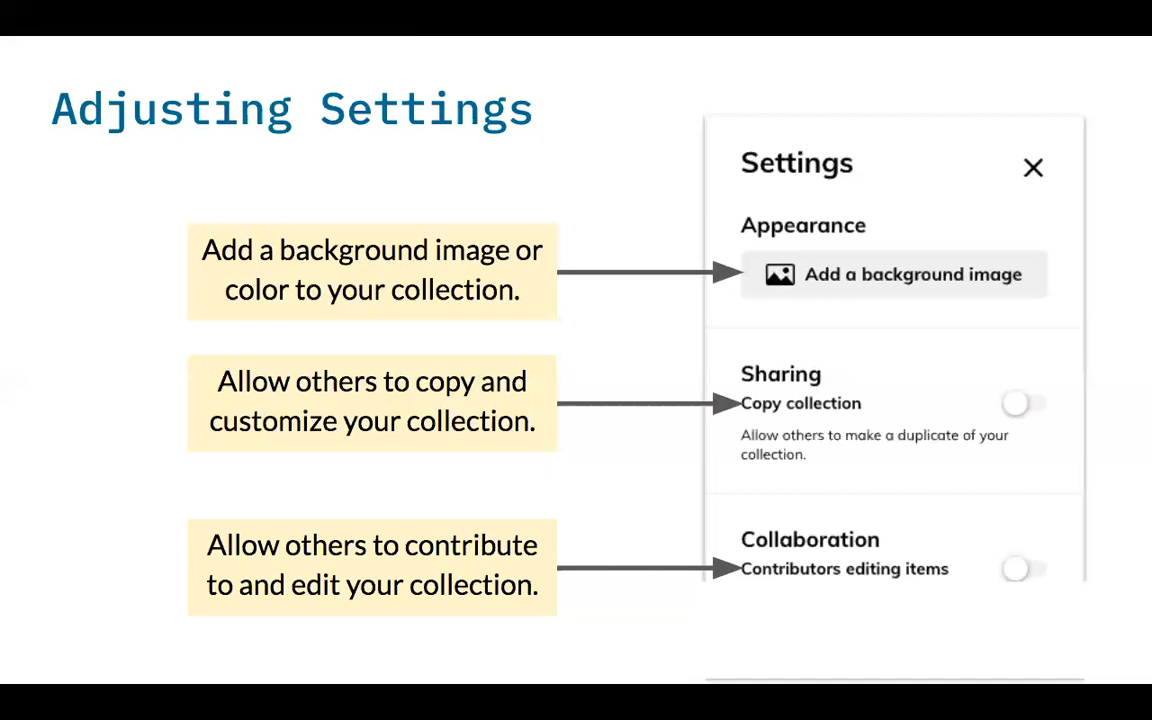 Adjusting Settings
Add a background image or
color to your collection.
Allow others to copy and
customize your collection.
Allow others to contribute
to and edit your collection.
Settings
Appearance
Add a background image
Sharing
Copy collection
Allow others to make a duplicate of your
collection.
Collaboration
Contributors editing items